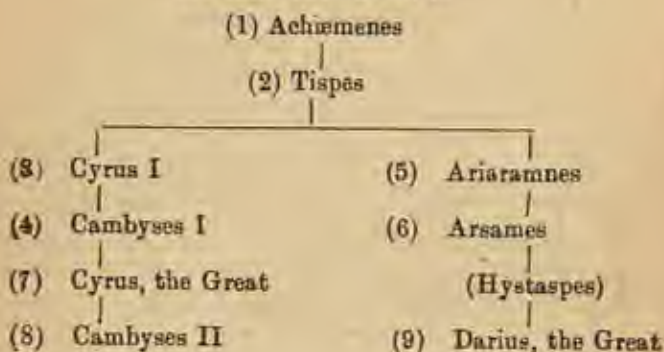 (1) Achæmenes
(2) Tispes
(3) Cyrus I (5) Ariaramnes
(4) Cambyses I (6) Arsames
(7) Cyrus, the Great (Hystaspes)
(8) Cambyses II (9) Darius, the Great